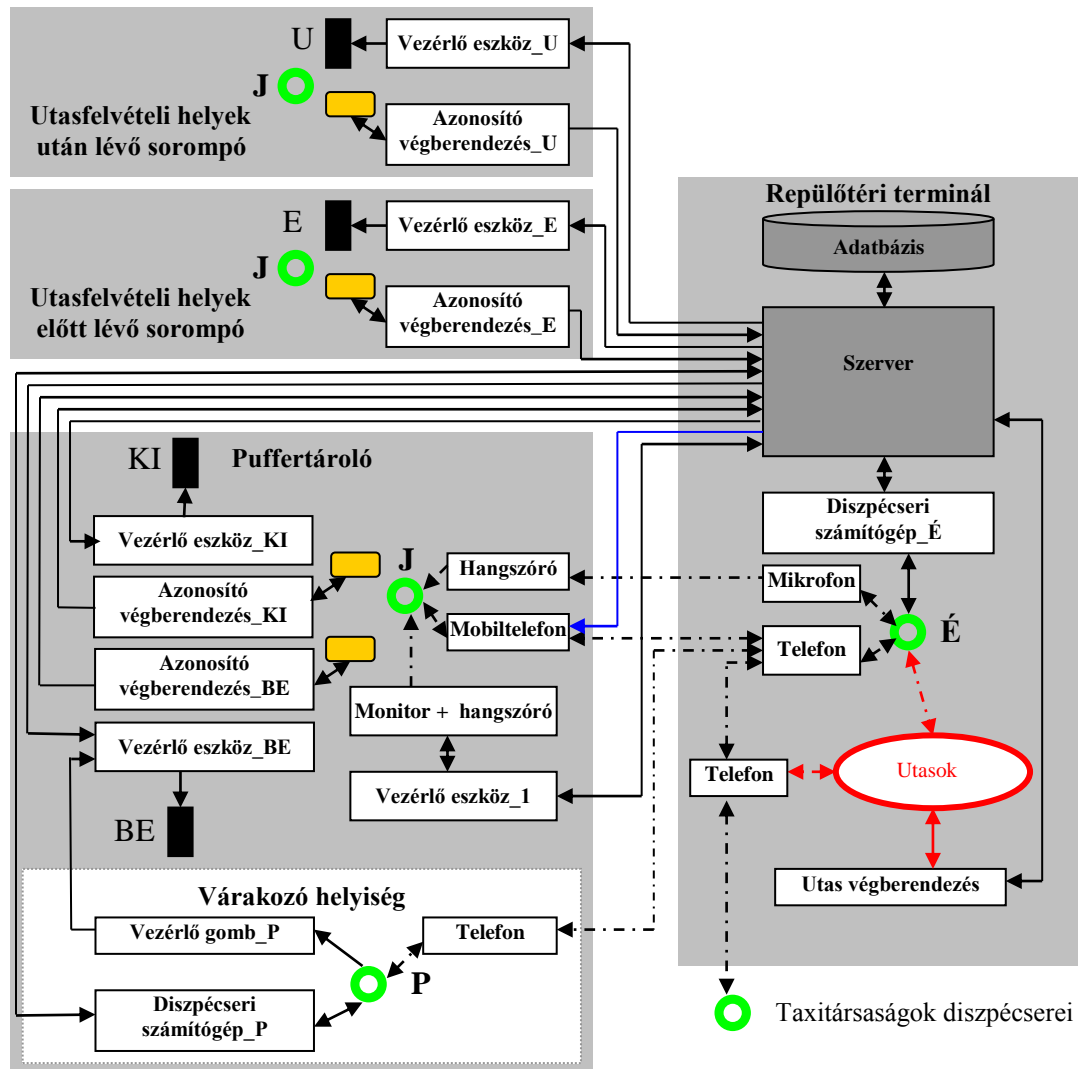 U
Vezérlő eszköz_U
J
Utasfelvételi helyek
után lévő sorompó
Azonosító
végberendezés_U
E
Vezérlő eszköz_E
J
Utasfelvételi helyek
előtt lévő sorompó
Azonosító
végberendezés_E
Repülőtéri terminál
Adatbázis
Szerver
KI
Puffertároló
Vezérlő eszköz_KI
Azonosító
végberendezés_KI
Azonosító
végberendezés_BE
Vezérlő eszköz_BE
BE
J
Hangszóró
Mobiltelefon
Monitor + hangszóró
Vezérlő eszköz_1
Diszpécseri
számítógép_É
Mikrofon
Telefon
É
Telefon
Utasok
Utas végberendezés
Várakozó helyiség
Vezérlő gomb_P
Telefon
P
Diszpécseri
számítógép_P
Taxitársaságok diszpécserei